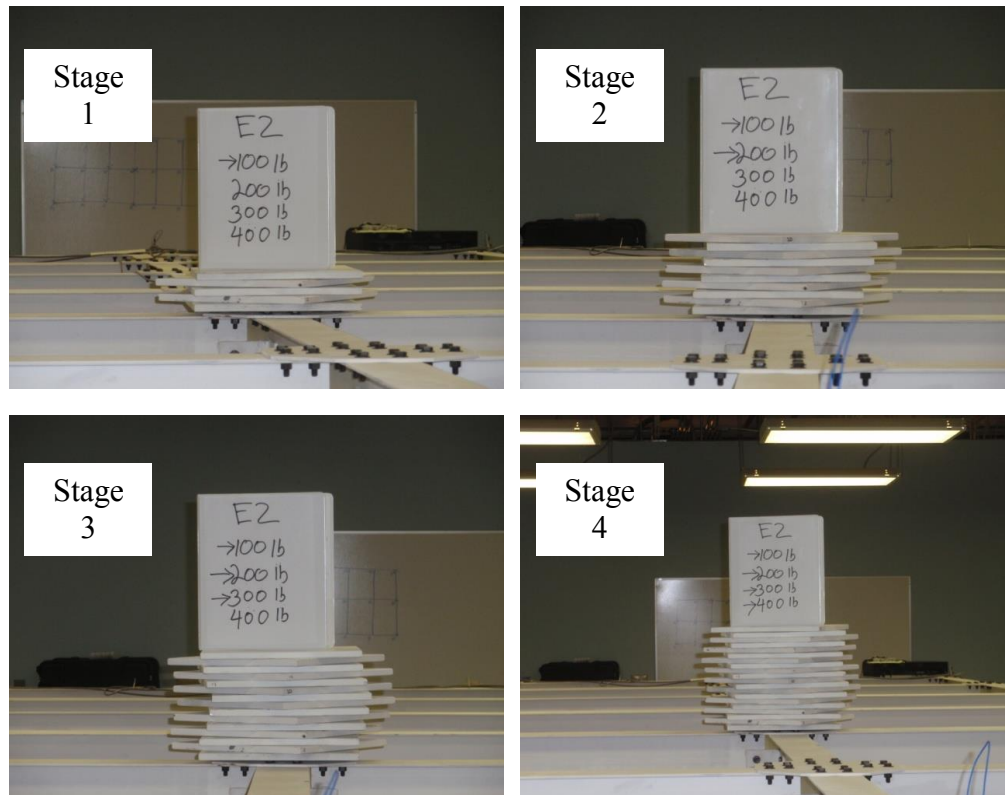 Stage
1
E2
→100 lb
200 lb
300 lb
400 lb
Stage
2
E2
→100 lb
→200 lb
300 lb
400 lb
Stage
3
E2
→100 lb
→200 lb
→300 lb
400 lb
Stage
4
E2
→100 lb
→200 lb
→300 lb
→400 lb